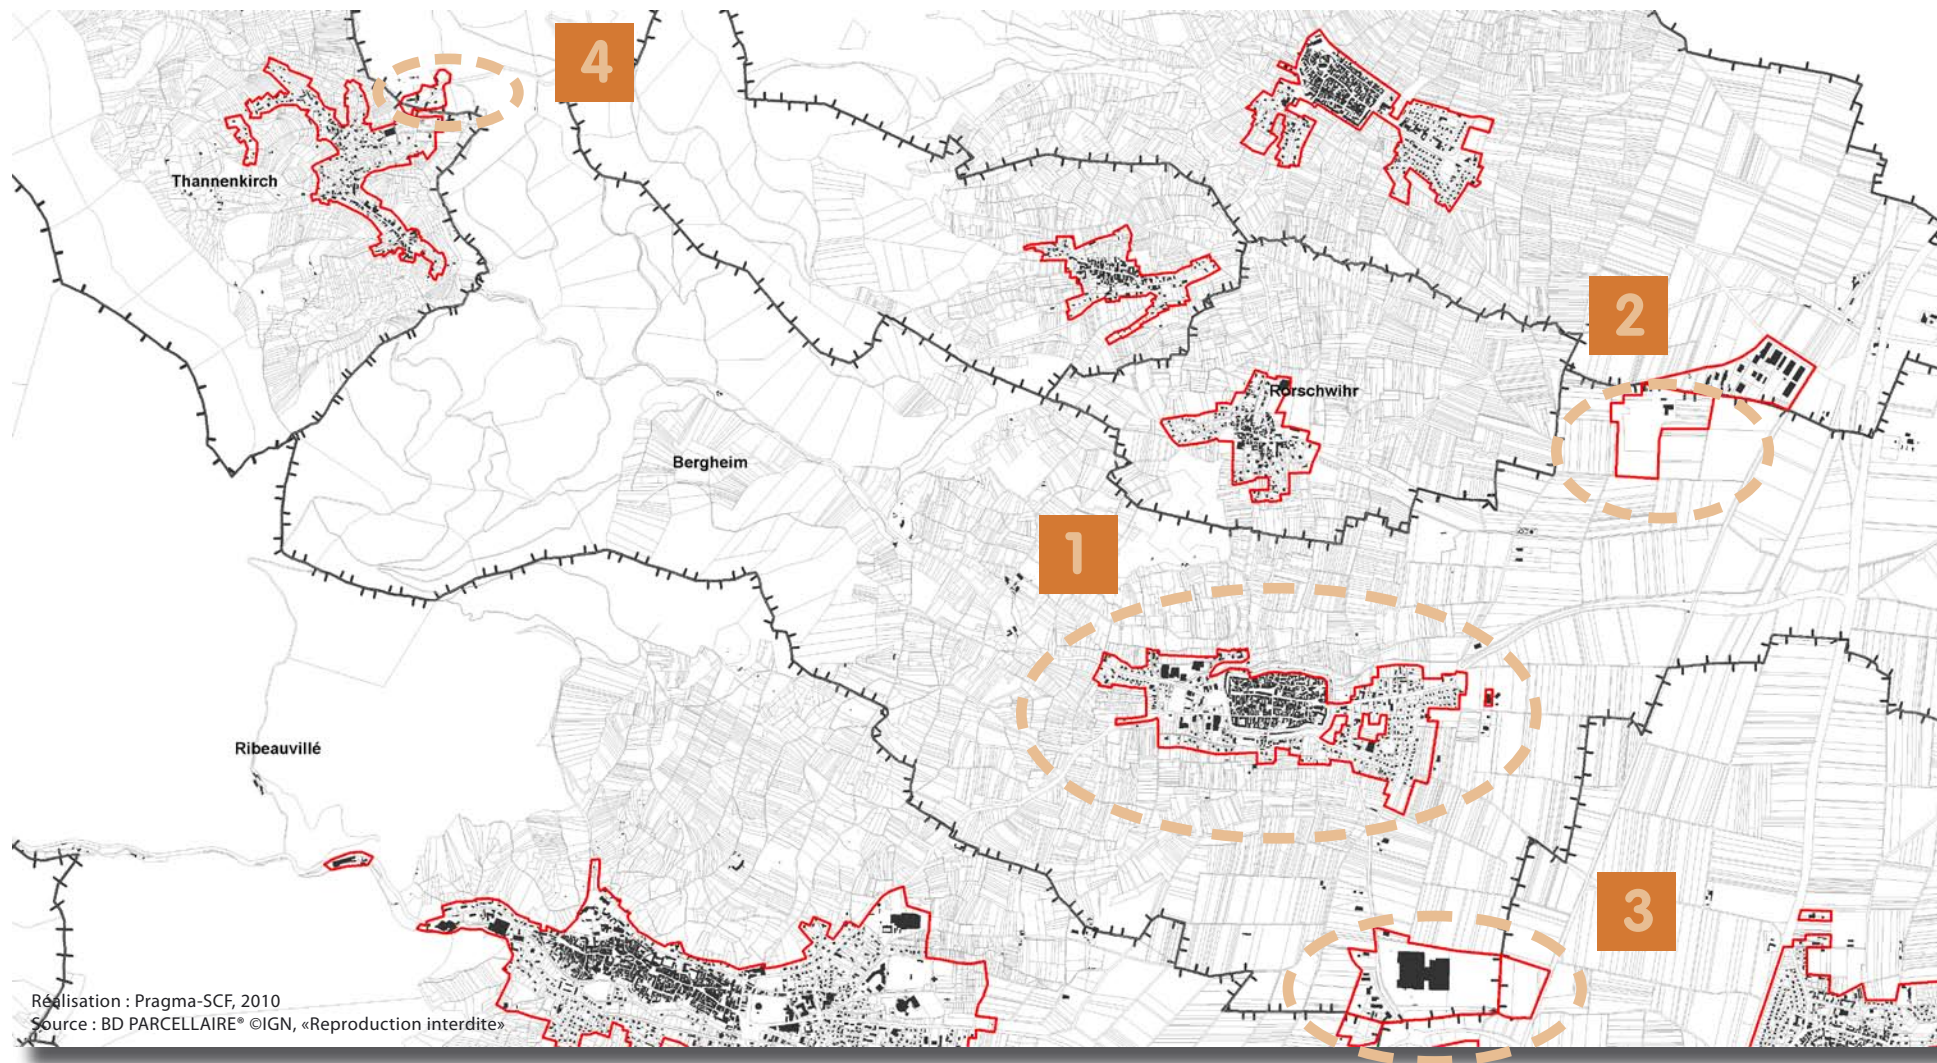 4
Thannenkirch
2
Rorschwihr
Bergheim
1
Ribeauvillé
3
Réalisation : Pragma-SCF, 2010
Source : BD PARCELLAIRE® ©IGN, «Reproduction interdite»